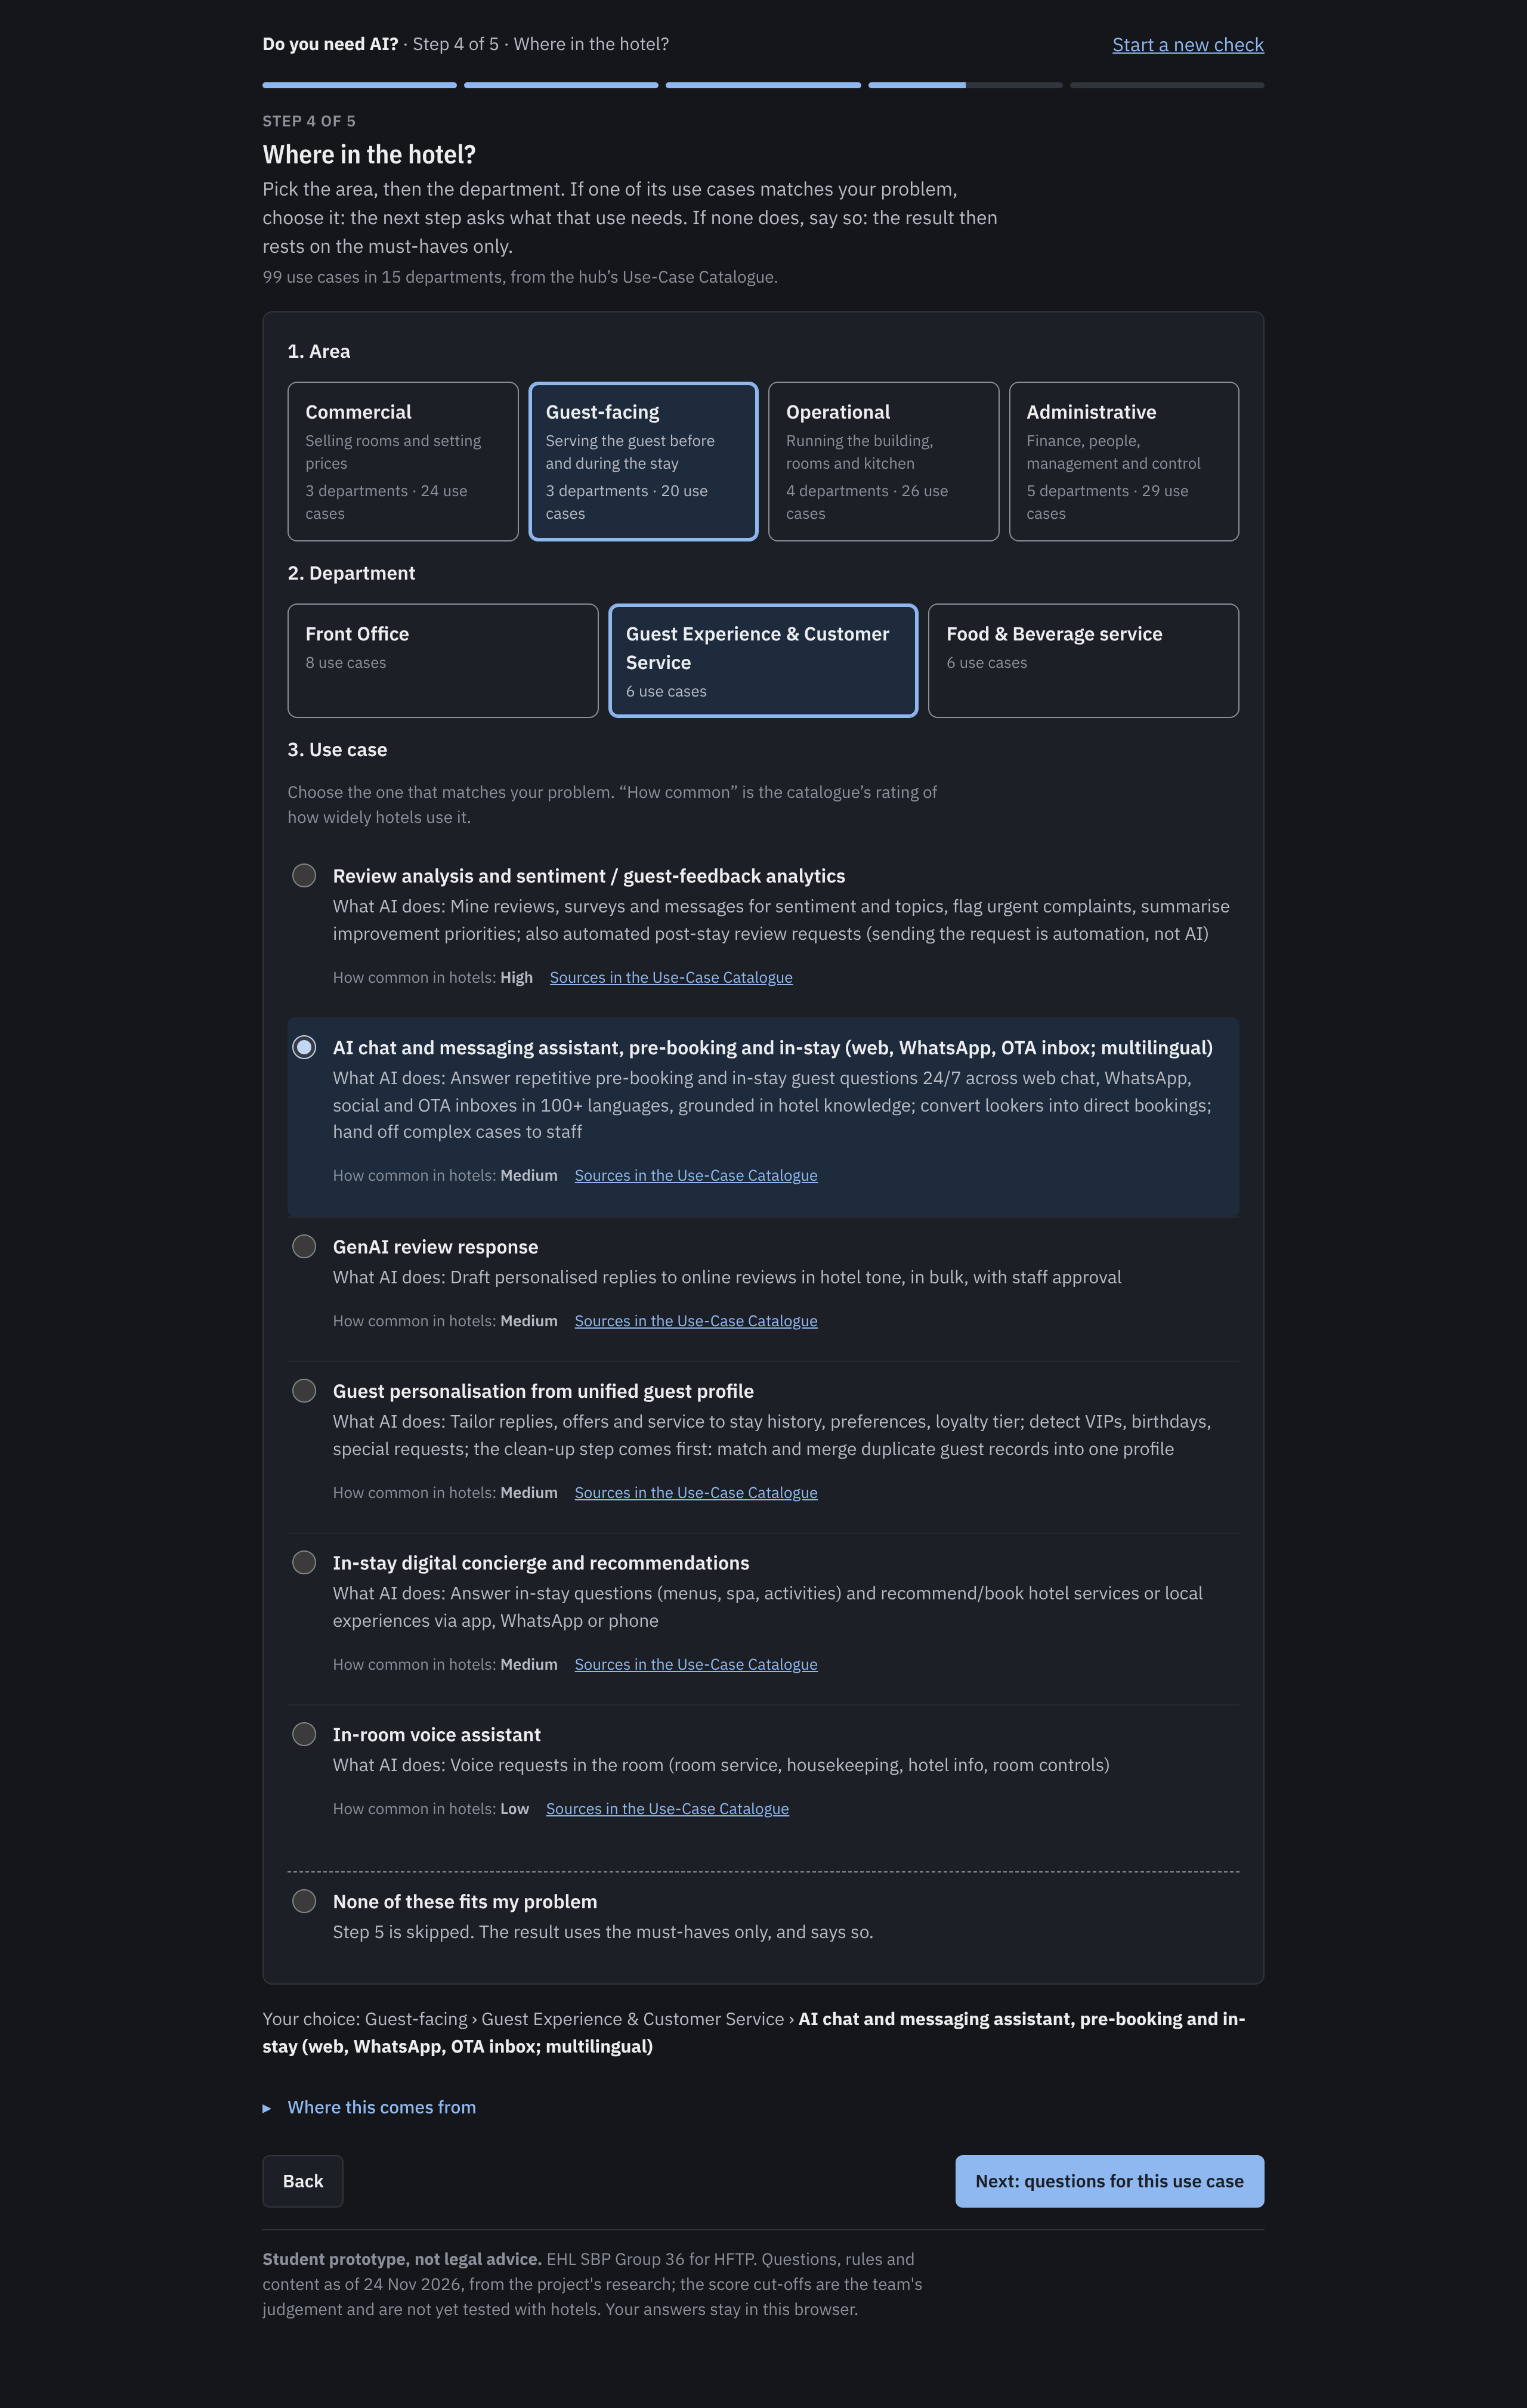 Do you need AI? · Step 4 of 5 · Where in the hotel?
Start a new check
STEP 4 OF 5
Where in the hotel?
Pick the area, then the department. If one of its use cases matches your problem,
choose it: the next step asks what that use needs. If none does, say so: the result then
rests on the must-haves only.
99 use cases in 15 departments, from the hub’s Use-Case Catalogue.
1. Area
Commercial
Selling rooms and setting
prices
3 departments · 24 use
cases
Guest-facing
Serving the guest before
and during the stay
3 departments · 20 use
cases
Operational
Running the building,
rooms and kitchen
4 departments · 26 use
cases
Administrative
Finance, people,
management and control
5 departments · 29 use
cases
2. Department
Front Office
8 use cases
Guest Experience & Customer
Service
6 use cases
Food & Beverage service
6 use cases
3. Use case
Choose the one that matches your problem. “How common” is the catalogue’s rating of
how widely hotels use it.
Review analysis and sentiment / guest-feedback analytics
What AI does: Mine reviews, surveys and messages for sentiment and topics, flag urgent complaints, summarise
improvement priorities; also automated post-stay review requests (sending the request is automation, not AI)
How common in hotels: High Sources in the Use-Case Catalogue
AI chat and messaging assistant, pre-booking and in-stay (web, WhatsApp, OTA inbox; multilingual)
What AI does: Answer repetitive pre-booking and in-stay guest questions 24/7 across web chat, WhatsApp,
social and OTA inboxes in 100+ languages, grounded in hotel knowledge; convert lookers into direct bookings;
hand off complex cases to staff
How common in hotels: Medium Sources in the Use-Case Catalogue
GenAI review response
What AI does: Draft personalised replies to online reviews in hotel tone, in bulk, with staff approval
How common in hotels: Medium Sources in the Use-Case Catalogue
Guest personalisation from unified guest profile
What AI does: Tailor replies, offers and service to stay history, preferences, loyalty tier; detect VIPs, birthdays,
special requests; the clean-up step comes first: match and merge duplicate guest records into one profile
How common in hotels: Medium Sources in the Use-Case Catalogue
In-stay digital concierge and recommendations
What AI does: Answer in-stay questions (menus, spa, activities) and recommend/book hotel services or local
experiences via app, WhatsApp or phone
How common in hotels: Medium Sources in the Use-Case Catalogue
In-room voice assistant
What AI does: Voice requests in the room (room service, housekeeping, hotel info, room controls)
How common in hotels: Low Sources in the Use-Case Catalogue
None of these fits my problem
Step 5 is skipped. The result uses the must-haves only, and says so.
Your choice: Guest-facing › Guest Experience & Customer Service › AI chat and messaging assistant, pre-booking and in-
stay (web, WhatsApp, OTA inbox; multilingual)
Where this comes from
Back
Next: questions for this use case
Student prototype, not legal advice. EHL SBP Group 36 for HFTP. Questions, rules and
content as of 24 Nov 2026, from the project's research; the score cut-offs are the team's
judgement and are not yet tested with hotels. Your answers stay in this browser.